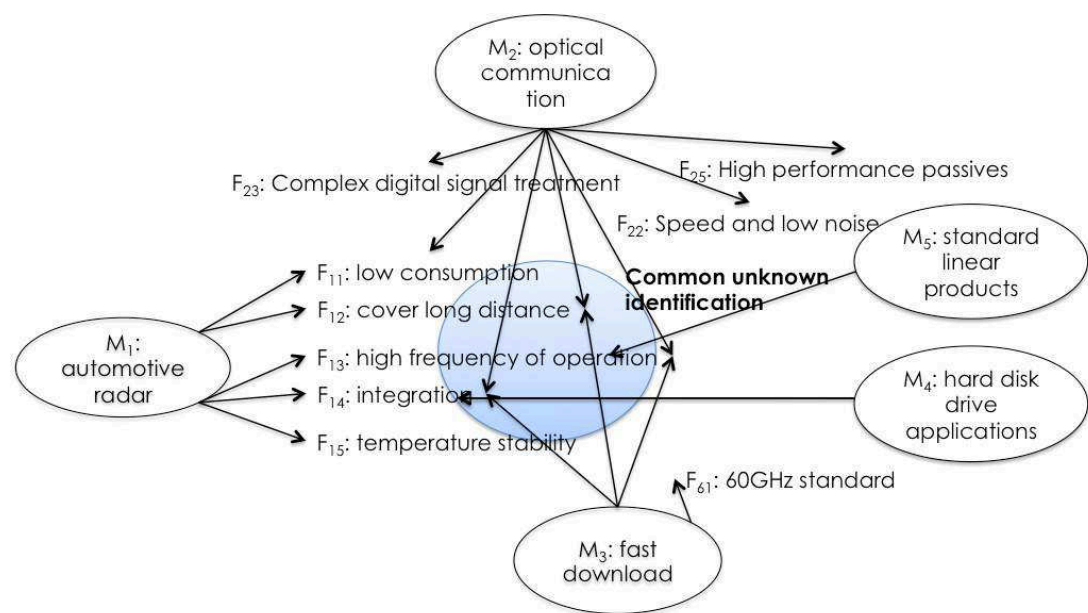 M₂: optical
communica
tion
F₂₅: High performance passives
F₂₃: Complex digital signal treatment
F₂₂: Speed and low noise
M₅: standard
linear
products
F₁₁: low consumption
Common unknown
identification
F₁₂: cover long distance
M₁:
automotive
radar
F₁₃: high frequency of operation
F₁₄: integration
M₄: hard disk
drive
applications
F₁₅: temperature stability
F₆₁: 60GHz standard
M₃: fast
download